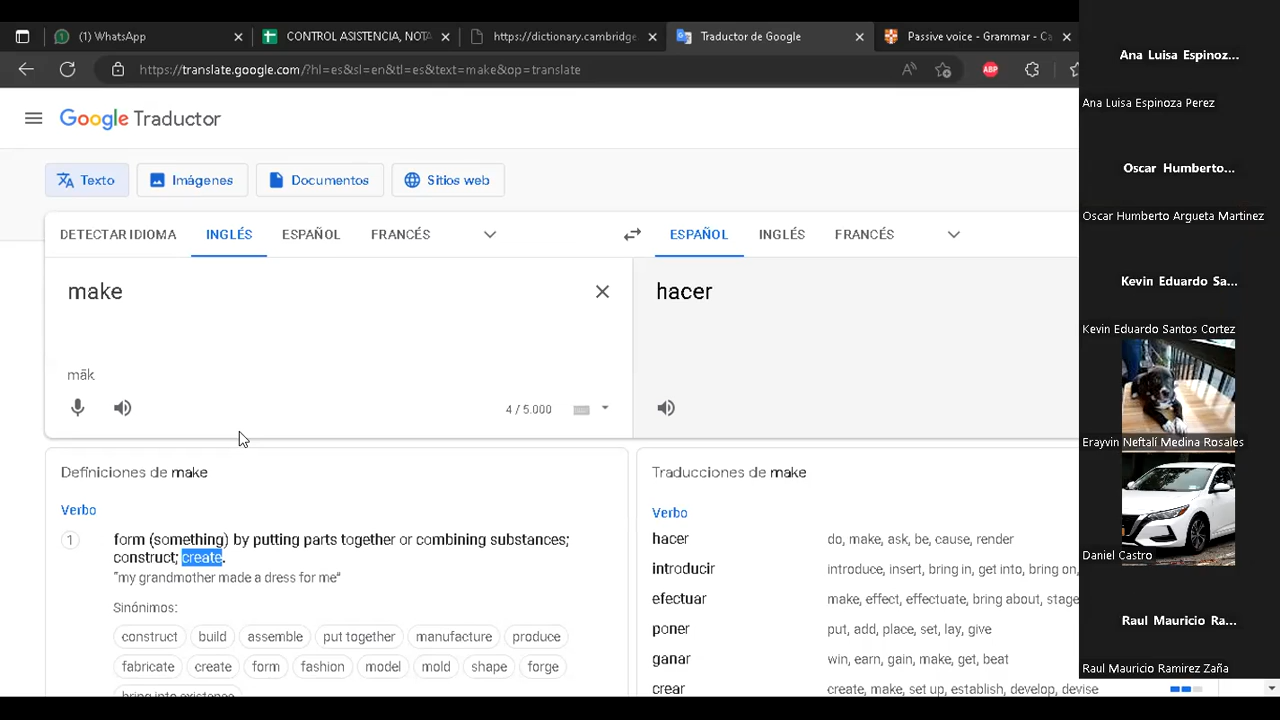 (1) WhatsApp
CONTROL ASISTENCIA, NOTA
https://dictionary.cambridge.
Traductor de Google
Passive voice - Grammar - Ca
https://translate.google.com/?hl=es&sl=en&tl=es&text=make&op=translate
ABP
Google Traductor
Texto
Imágenes
Documentos
Sitios web
DETECTAR IDIOMA
INGLÉS
ESPAÑOL
FRANCÉS
ESPAÑOL
INGLÉS
FRANCÉS
make
hacer
māk
4 / 5.000
Definiciones de make
Verbo
1
form (something) by putting parts together or combining substances;
construct; create.
"my grandmother made a dress for me"
Sinónimos:
construct
build
assemble
put together
manufacture
produce
fabricate
create
form
fashion
model
mold
shape
forge
bring into existence
Traducciones de make
Verbo
hacer
do, make, ask, be, cause, render
introducir
introduce, insert, bring in, get into, bring on,
efectuar
make, effect, effectuate, bring about, stage
poner
put, add, place, set, lay, give
ganar
win, earn, gain, make, get, beat
crear
create, make, set up, establish, develop, devise
Ana Luisa Espinoz...
Ana Luisa Espinoza Perez
Oscar Humberto...
Oscar Humberto Argueta Martinez
Kevin Eduardo Sa...
Kevin Eduardo Santos Cortez
Erayvin Neftalí Medina Rosales
Daniel Castro
Raul Mauricio Ra...
Raul Mauricio Ramirez Zaña